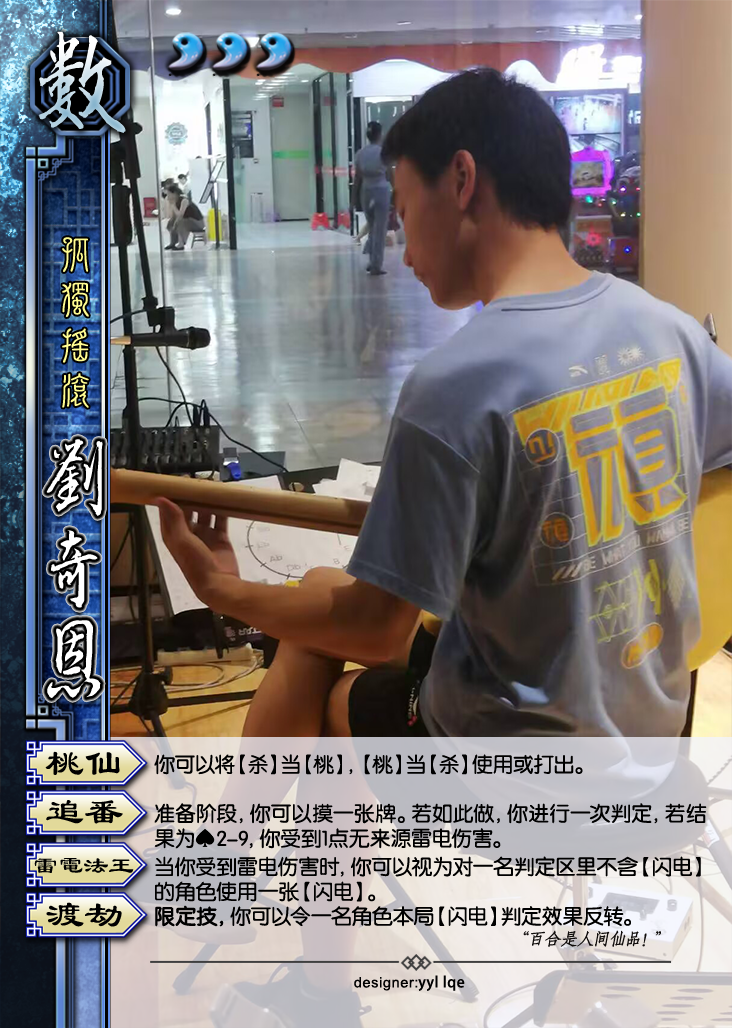 数
孤獨摇滾
劉奇恩
頑
桃仙
你可以将【杀】当【桃】，【桃】当【杀】使用或打出。
追番
准备阶段，你可以摸一张牌。若如此做，你进行一次判定，若结
果为♠2-9，你受到1点无来源雷电伤害。
雷電法王
当你受到雷电伤害时，你可以视为对一名判定区里不含【闪电】
的角色使用一张【闪电】。
渡劫
限定技，你可以令一名角色本局【闪电】判定效果反转。
“百合是人间仙品！”
designer:yyl lqe